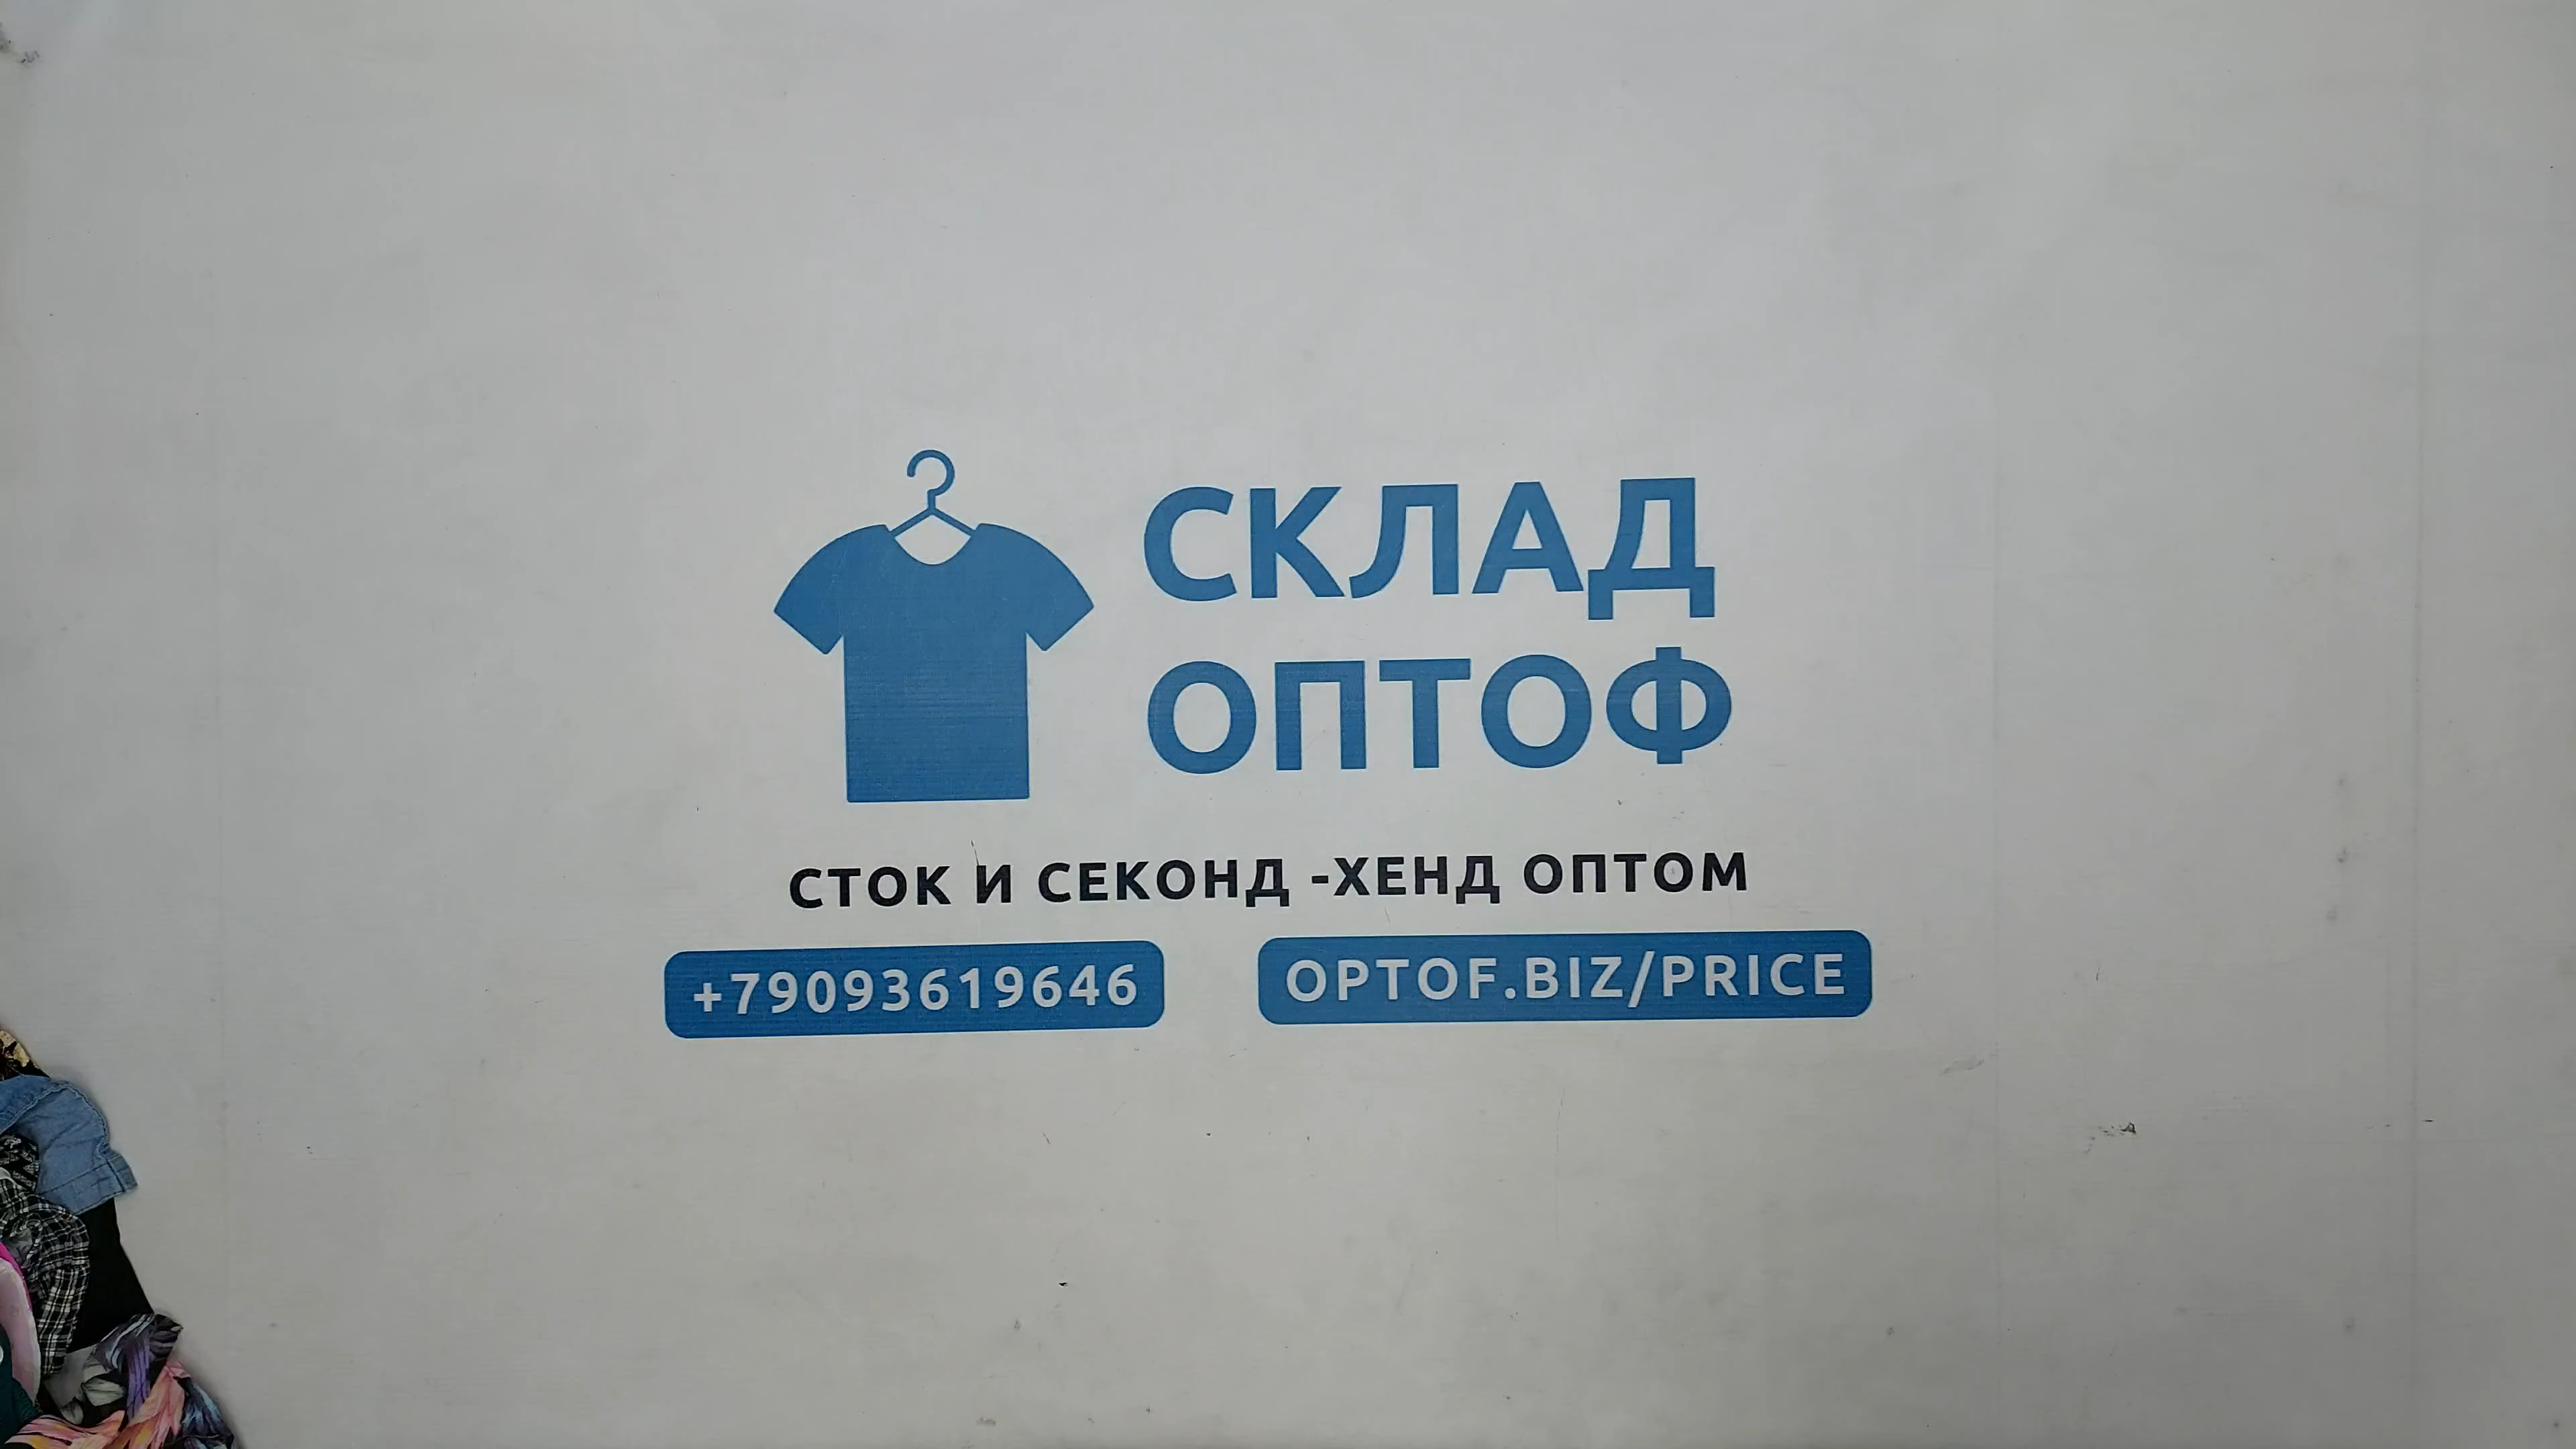 СКЛАД
ОПТОФ
СТОК И СЕКОНД -ХЕНД ОПТОМ
+79093619646
OPTOF.BIZ/PRICE